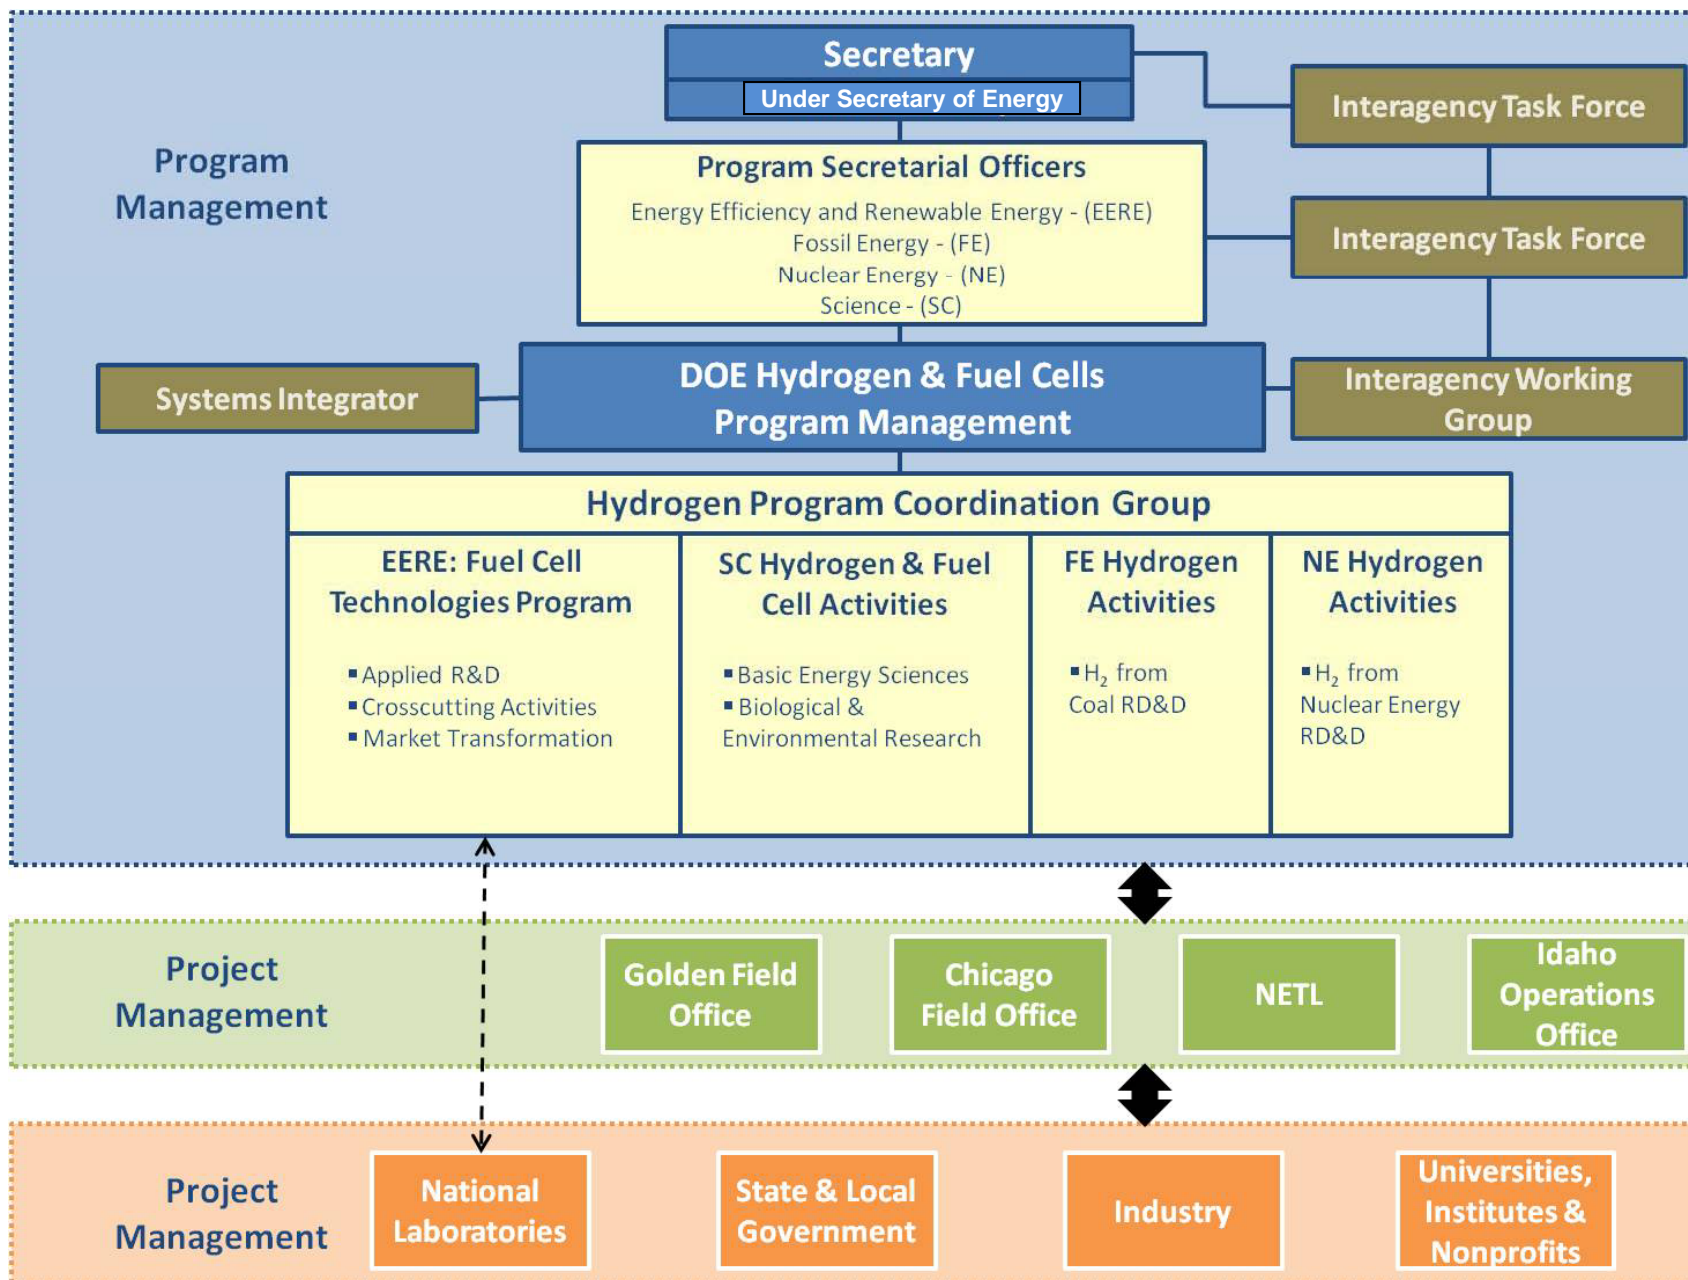 Secretary
Under Secretary of Energy
Interagency Task Force
Program
Management
Program Secretarial Officers
Energy Efficiency and Renewable Energy - (EERE)
Fossil Energy - (FE)
Nuclear Energy - (NE)
Science - (SC)
Interagency Task Force
Systems Integrator
DOE Hydrogen & Fuel Cells
Program Management
Interagency Working
Group
Hydrogen Program Coordination Group
EERE: Fuel Cell
Technologies Program
▪ Applied R&D
▪ Crosscutting Activities
▪ Market Transformation
SC Hydrogen & Fuel
Cell Activities
▪ Basic Energy Sciences
▪ Biological &
Environmental Research
FE Hydrogen
Activities
▪ H₂ from
Coal RD&D
NE Hydrogen
Activities
▪ H₂ from
Nuclear Energy
RD&D
Project
Management
Golden Field
Office
Chicago
Field Office
NETL
Idaho
Operations
Office
Project
Management
National
Laboratories
State & Local
Government
Industry
Universities,
Institutes &
Nonprofits